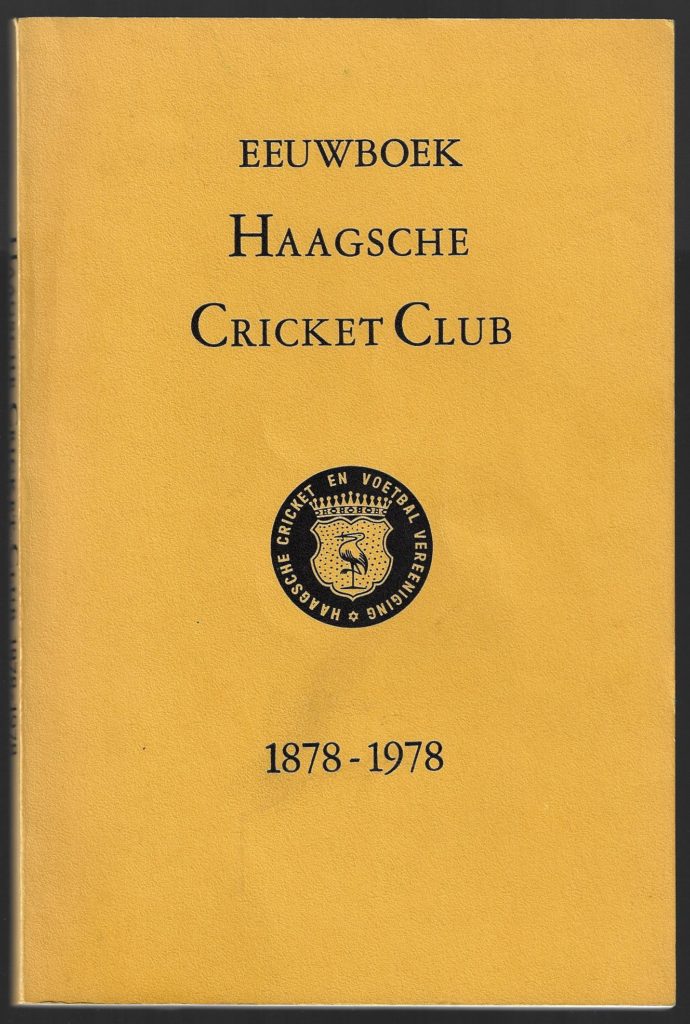 EEUWBOEK
HAAGSCHE
CRICKET CLUB
HAAGSCHE CRICKET EN VOETBAL VEREENIGING
1878-1978